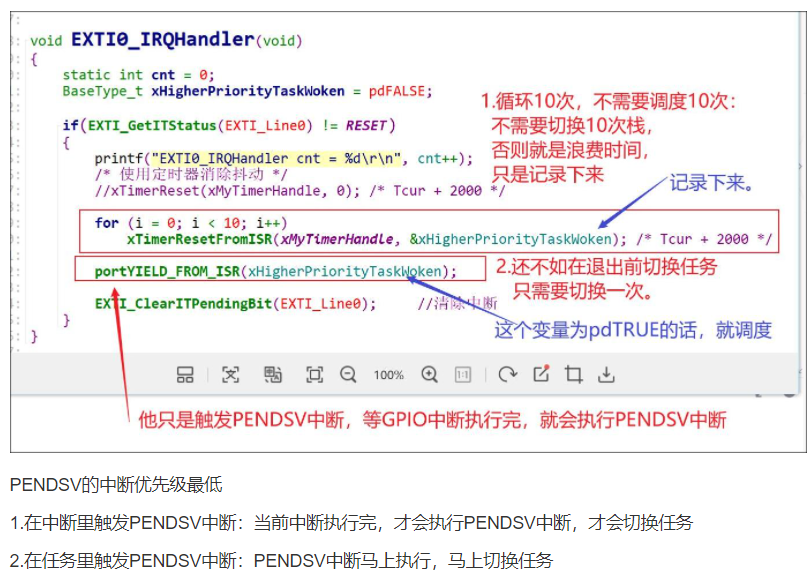 void EXTI0_IRQHandler(void)
{
static int cnt = 0;
BaseType_t xHigherPriorityTaskWoken = pdFALSE;
if(EXTI_GetITStatus(EXTI_Line0) != RESET)
{
printf("EXTI0_IRQHandler cnt = %d\r\n", cnt++);
/* 使用定时器消除抖动 */
//xTimerReset(xMyTimerHandle, 0); /* Tcur + 2000 */
1.循环10次，不需要调度10次：
不需要切换10次栈，
否则就是浪费时间，
只是记录下来
记录下来。
for (i = 0; i < 10; i++)
xTimerResetFromISR(xMyTimerHandle, &xHigherPriorityTaskWoken); /* Tcur + 2000 */
portYIELD_FROM_ISR(xHigherPriorityTaskWoken);
2.还不如在退出前切换任务
只需要切换一次。
EXTI_ClearITPendingBit(EXTI_Line0); //清除中断
这个变量为pdTRUE的话，就调度
}
}
100%
1:1
他只是触发PENDSV中断，等GPIO中断执行完，就会执行PENDSV中断
PENDSV的中断优先级最低
1.在中断里触发PENDSV中断：当前中断执行完，才会执行PENDSV中断，才会切换任务
2.在任务里触发PENDSV中断：PENDSV中断马上执行，马上切换任务